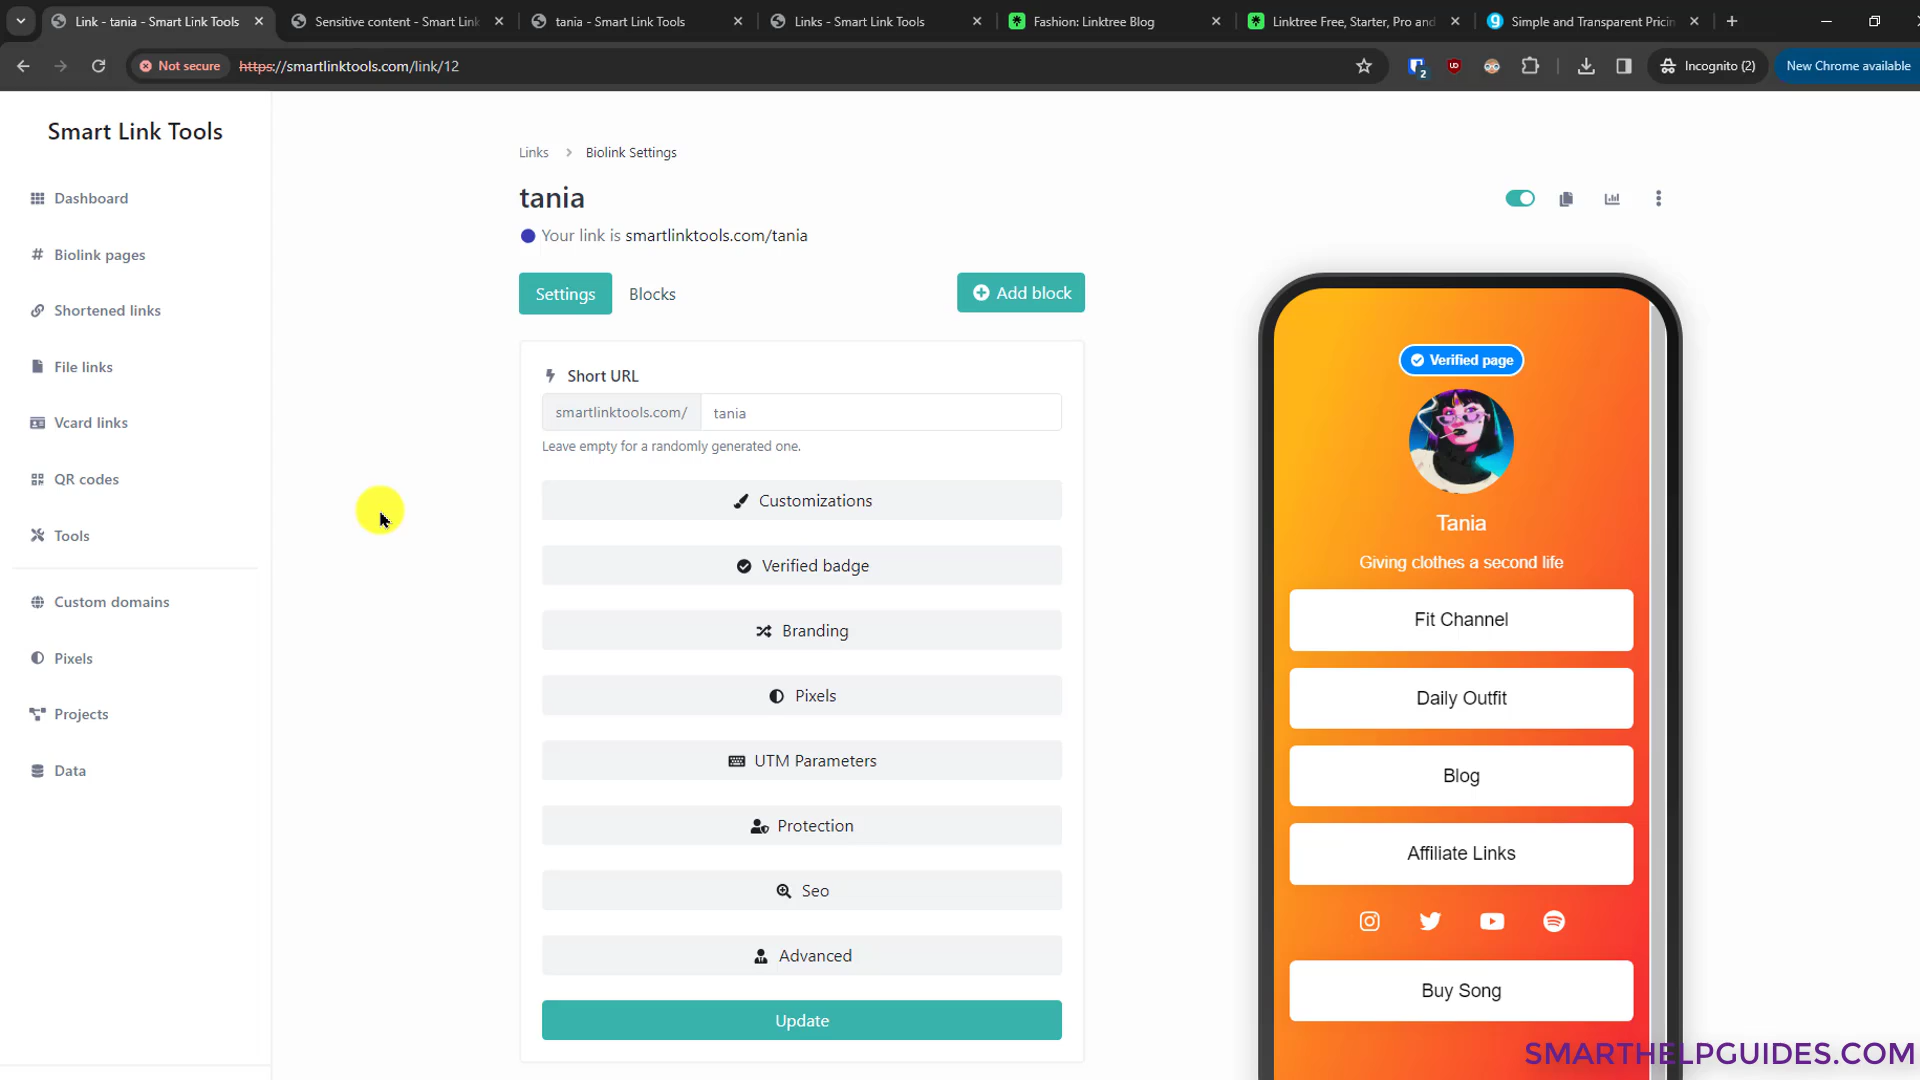 Link - tania - Smart Link Tools
Sensitive content - Smart Link
tania - Smart Link Tools
Links - Smart Link Tools
Fashion: Linktree Blog
Linktree Free, Starter, Pro and
Simple and Transparent Pricin
Not secure
https://smartlinktools.com/link/12
2
Incognito (2)
New Chrome available
Smart Link Tools
Dashboard
Biolink pages
Shortened links
File links
Vcard links
QR codes
Tools
Custom domains
Pixels
Projects
Data
Links > Biolink Settings
tania
Your link is smartlinktools.com/tania
Settings
Blocks
Add block
Short URL
smartlinktools.com/
tania
Leave empty for a randomly generated one.
Customizations
Verified badge
Branding
Pixels
UTM Parameters
Protection
Seo
Advanced
Update
Verified page
Tania
Giving clothes a second life
Fit Channel
Daily Outfit
Blog
Affiliate Links
Buy Song
SMARTHELPGUIDES.COM